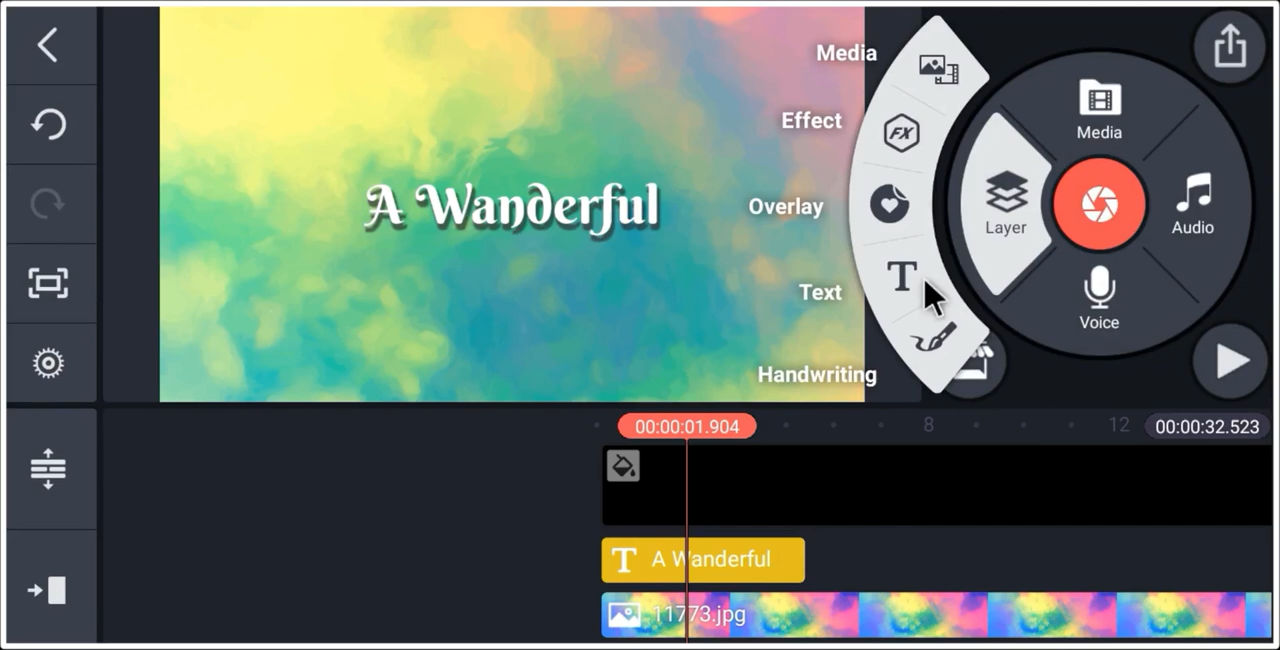 Media
Effect
Overlay
Text
Handwriting
A Wanderful
FX
T
Media
Layer
Audio
Voice
00:00:01.904
8
12
00:00:32.523
T A Wanderful
11773.jpg